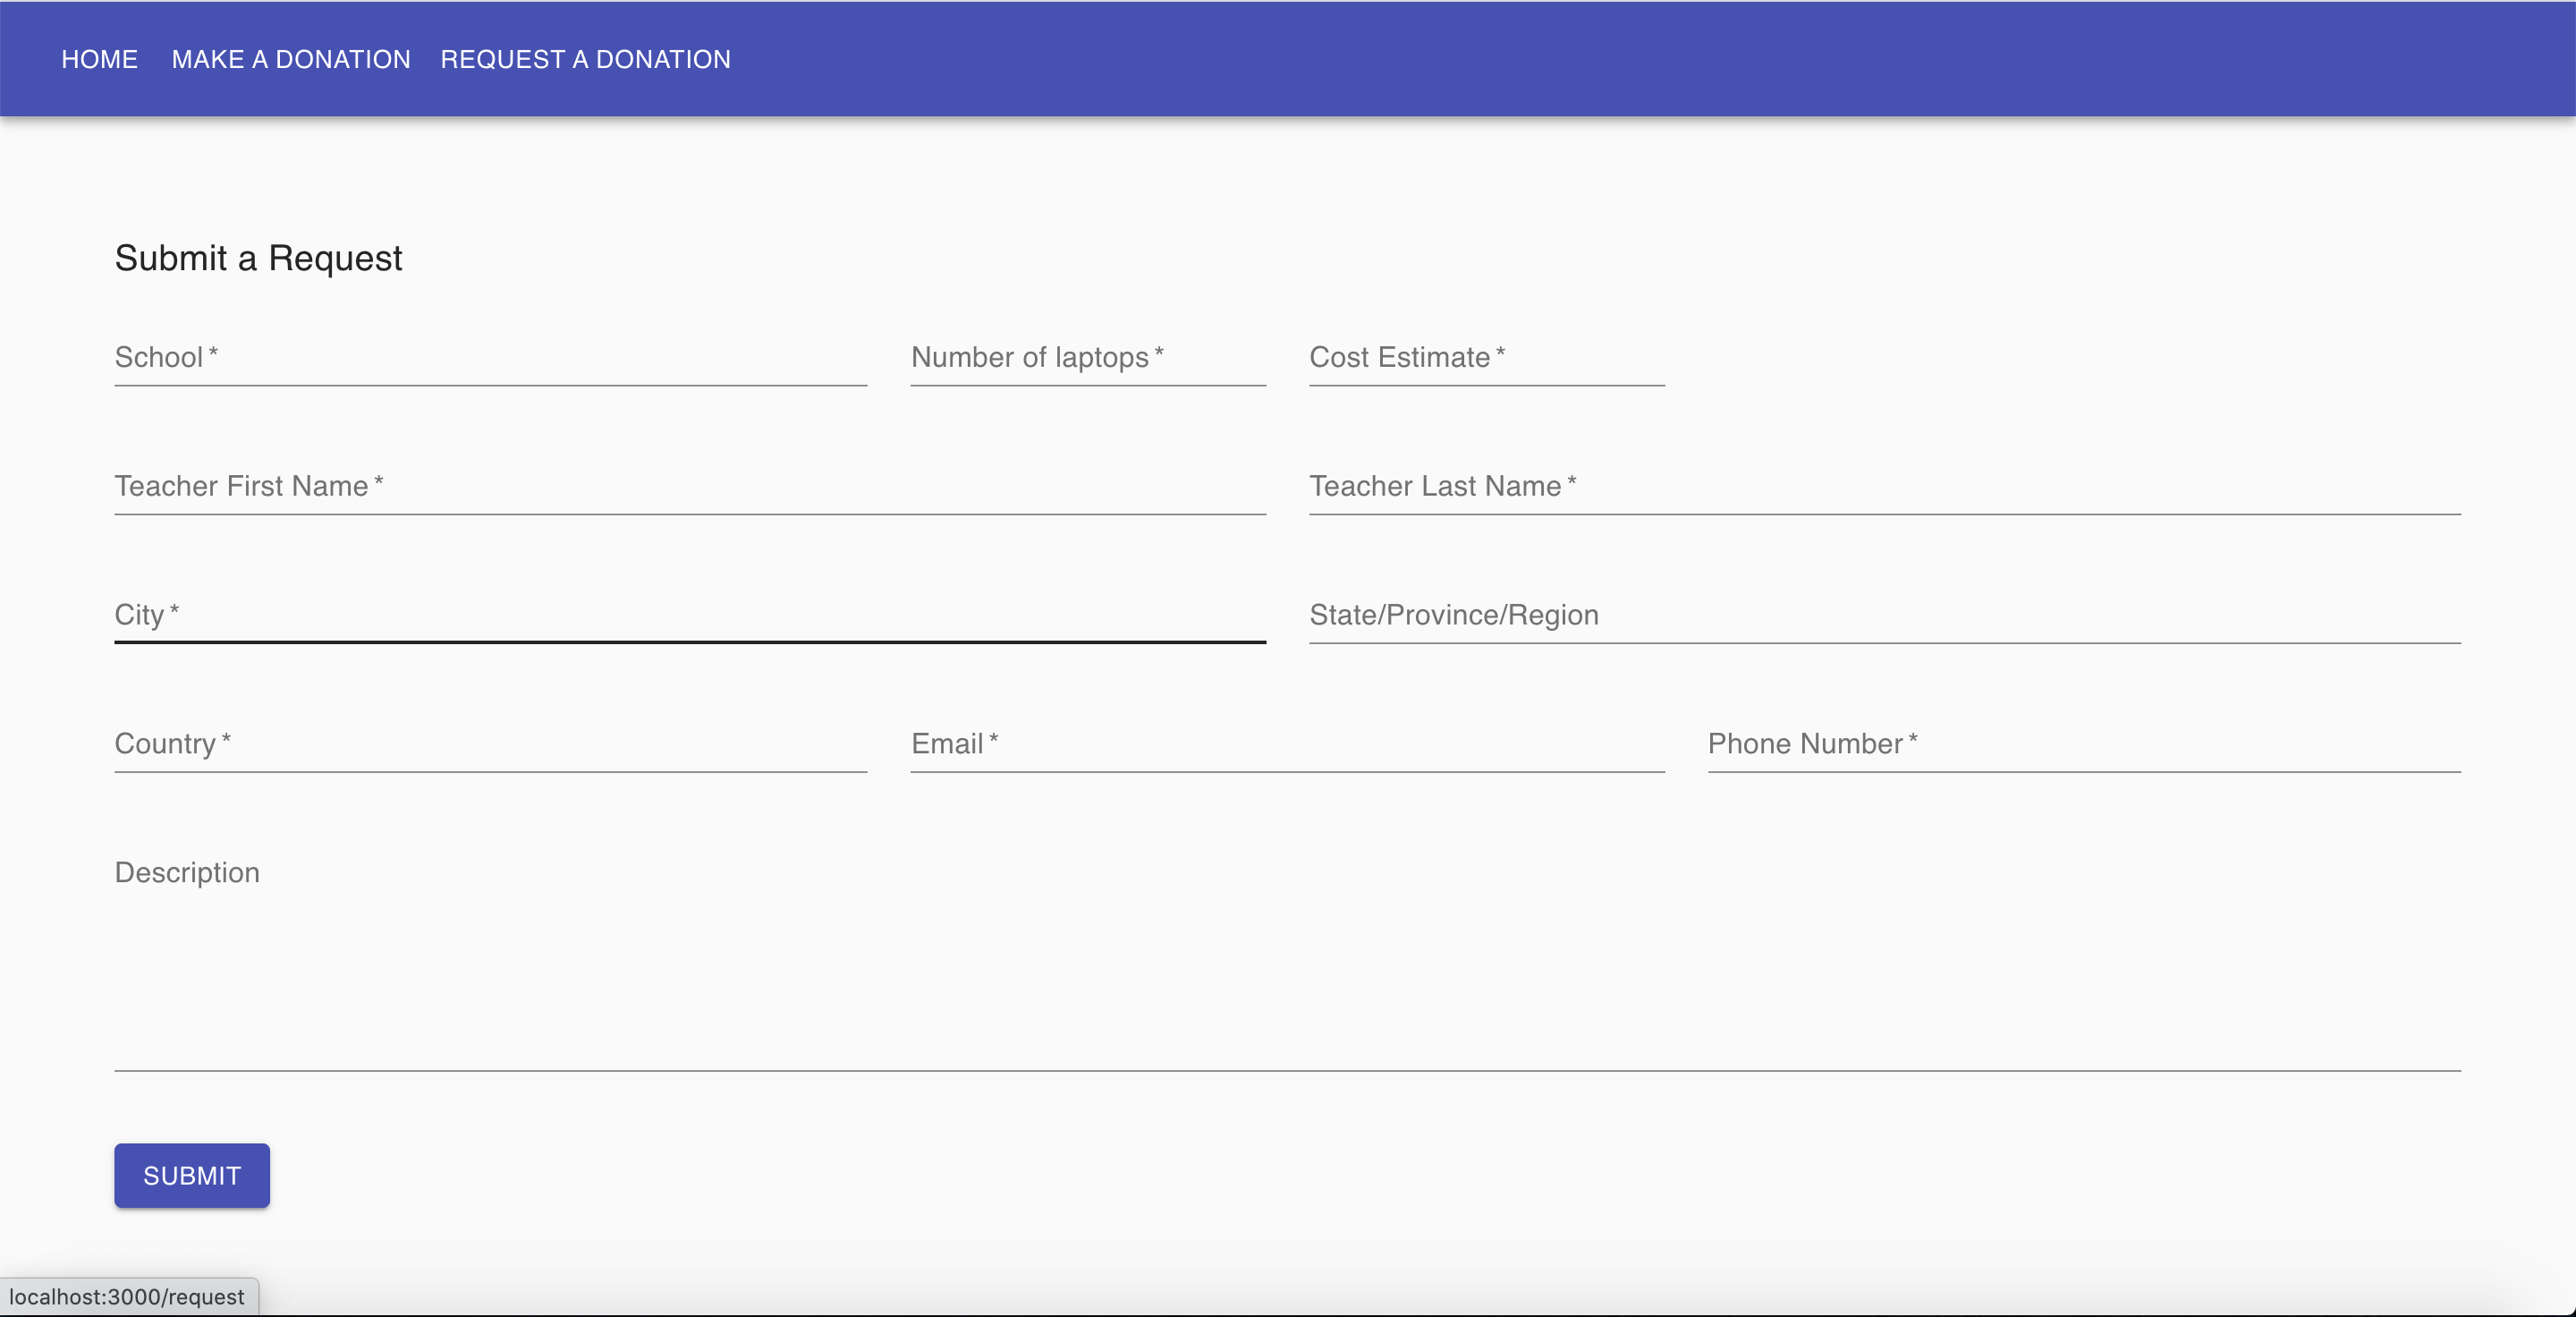 HOME MAKE A DONATION REQUEST A DONATION
Submit a Request
School * Number of laptops * Cost Estimate *
Teacher First Name * Teacher Last Name *
City * State/Province/Region
Country * Email * Phone Number *
Description
SUBMIT
localhost:3000/request